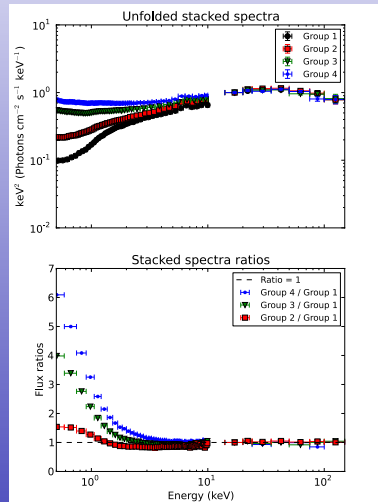 Unfolded stacked spectra
10¹
10⁰
10⁻¹
10⁻²
keV² (Photons cm⁻² s⁻¹ keV⁻¹)
Group 1
Group 2
Group 3
Group 4
Stacked spectra ratios
7
6
5
4
3
2
1
0
Flux ratios
Ratio = 1
Group 4 / Group 1
Group 3 / Group 1
Group 2 / Group 1
10⁰ 10¹ 10²
Energy (keV)